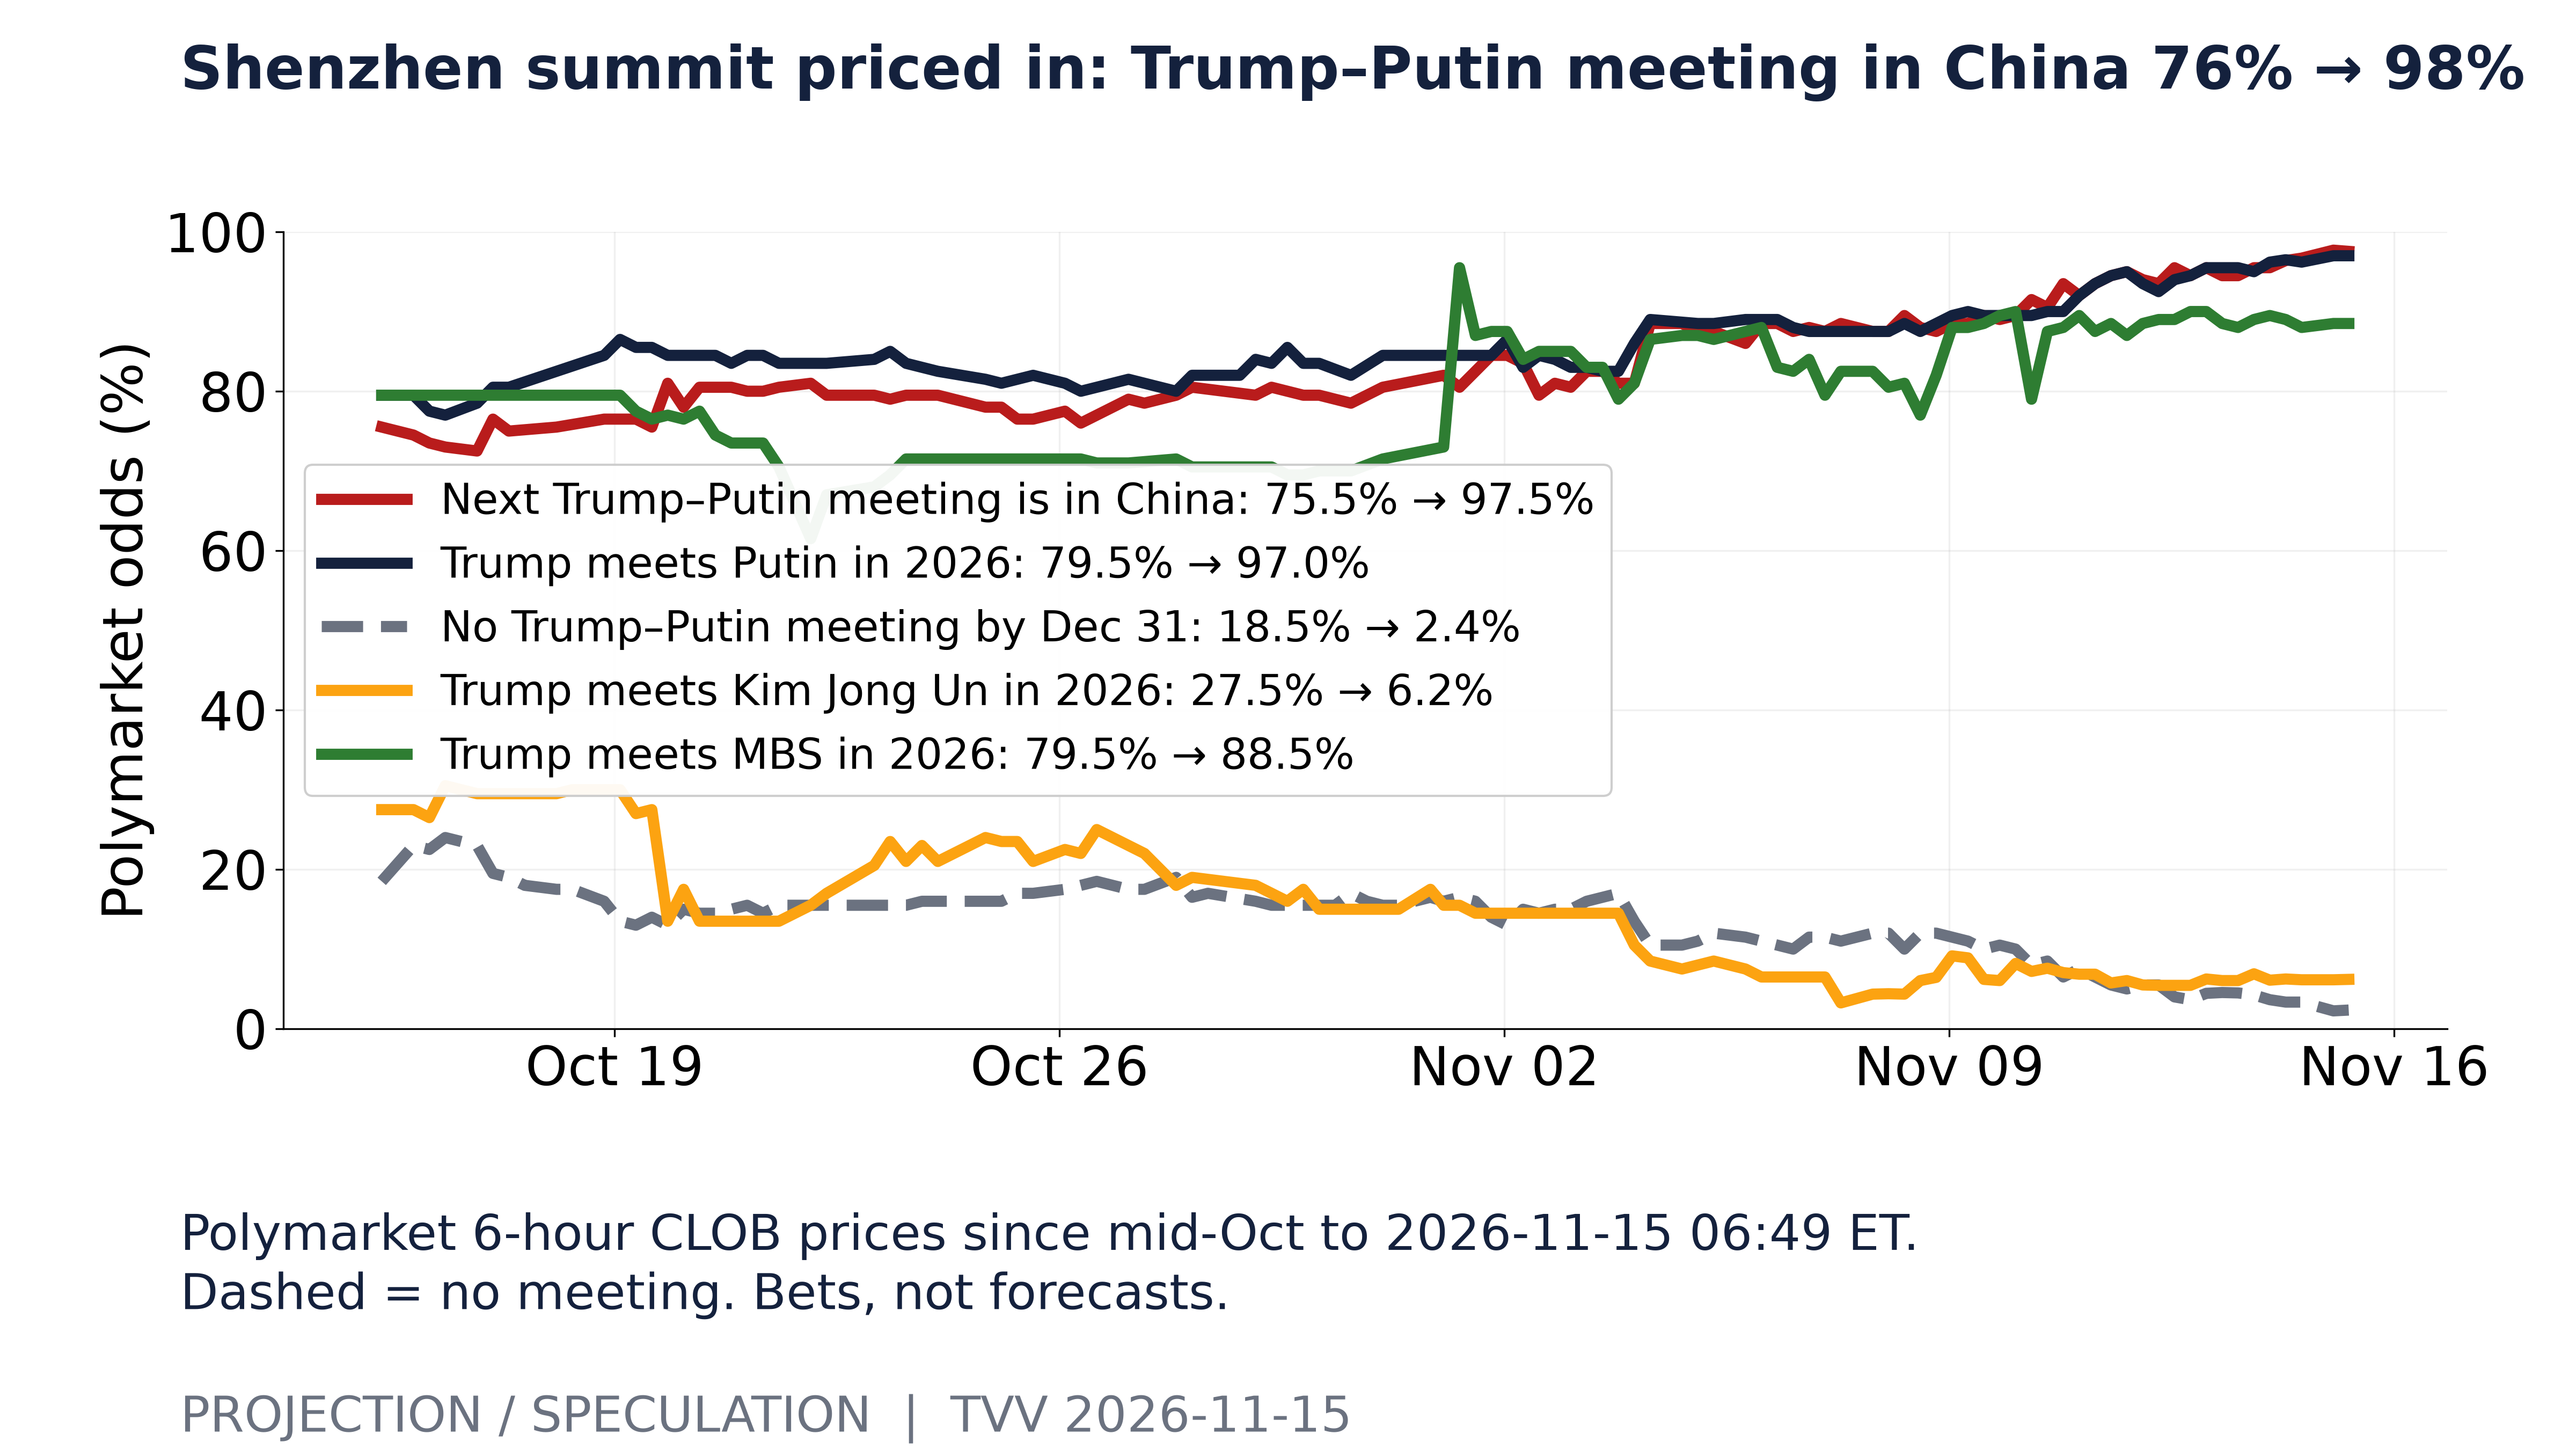 Shenzhen summit priced in: Trump–Putin meeting in China 76% → 98%
Polymarket odds (%)
100
80
60
40
20
0
Next Trump–Putin meeting is in China: 75.5% → 97.5%
Trump meets Putin in 2026: 79.5% → 97.0%
No Trump–Putin meeting by Dec 31: 18.5% → 2.4%
Trump meets Kim Jong Un in 2026: 27.5% → 6.2%
Trump meets MBS in 2026: 79.5% → 88.5%
Oct 19 Oct 26 Nov 02 Nov 09 Nov 16
Polymarket 6-hour CLOB prices since mid-Oct to 2026-11-15 06:49 ET.
Dashed = no meeting. Bets, not forecasts.
PROJECTION / SPECULATION | TVV 2026-11-15